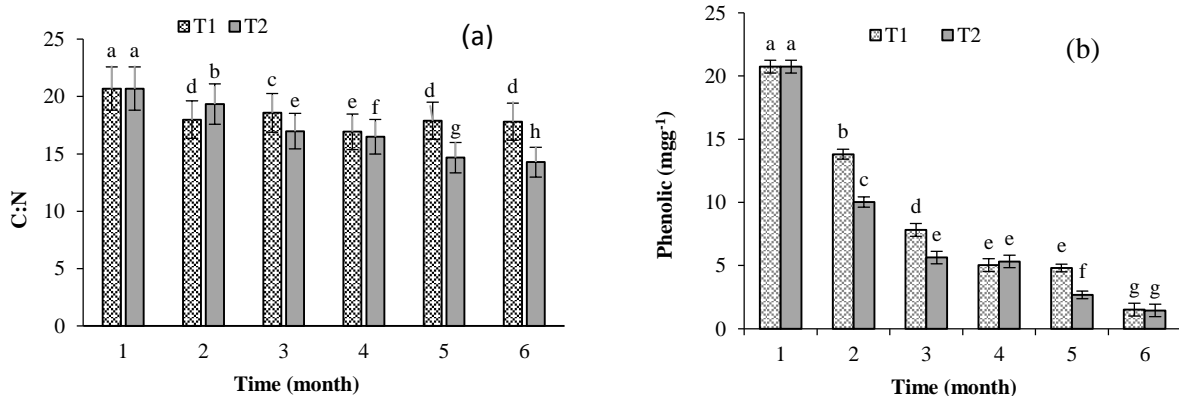 T1 T2
(a)
25
20
15
10
5
0
C:N
a a
d b
c e
e f
d g
d h
1 2 3 4 5 6
Time (month)
T1 T2
(b)
25
20
15
10
5
0
Phenolic (mgg⁻¹)
a a
b c
d e
e e
e f
g g
1 2 3 4 5 6
Time (month)